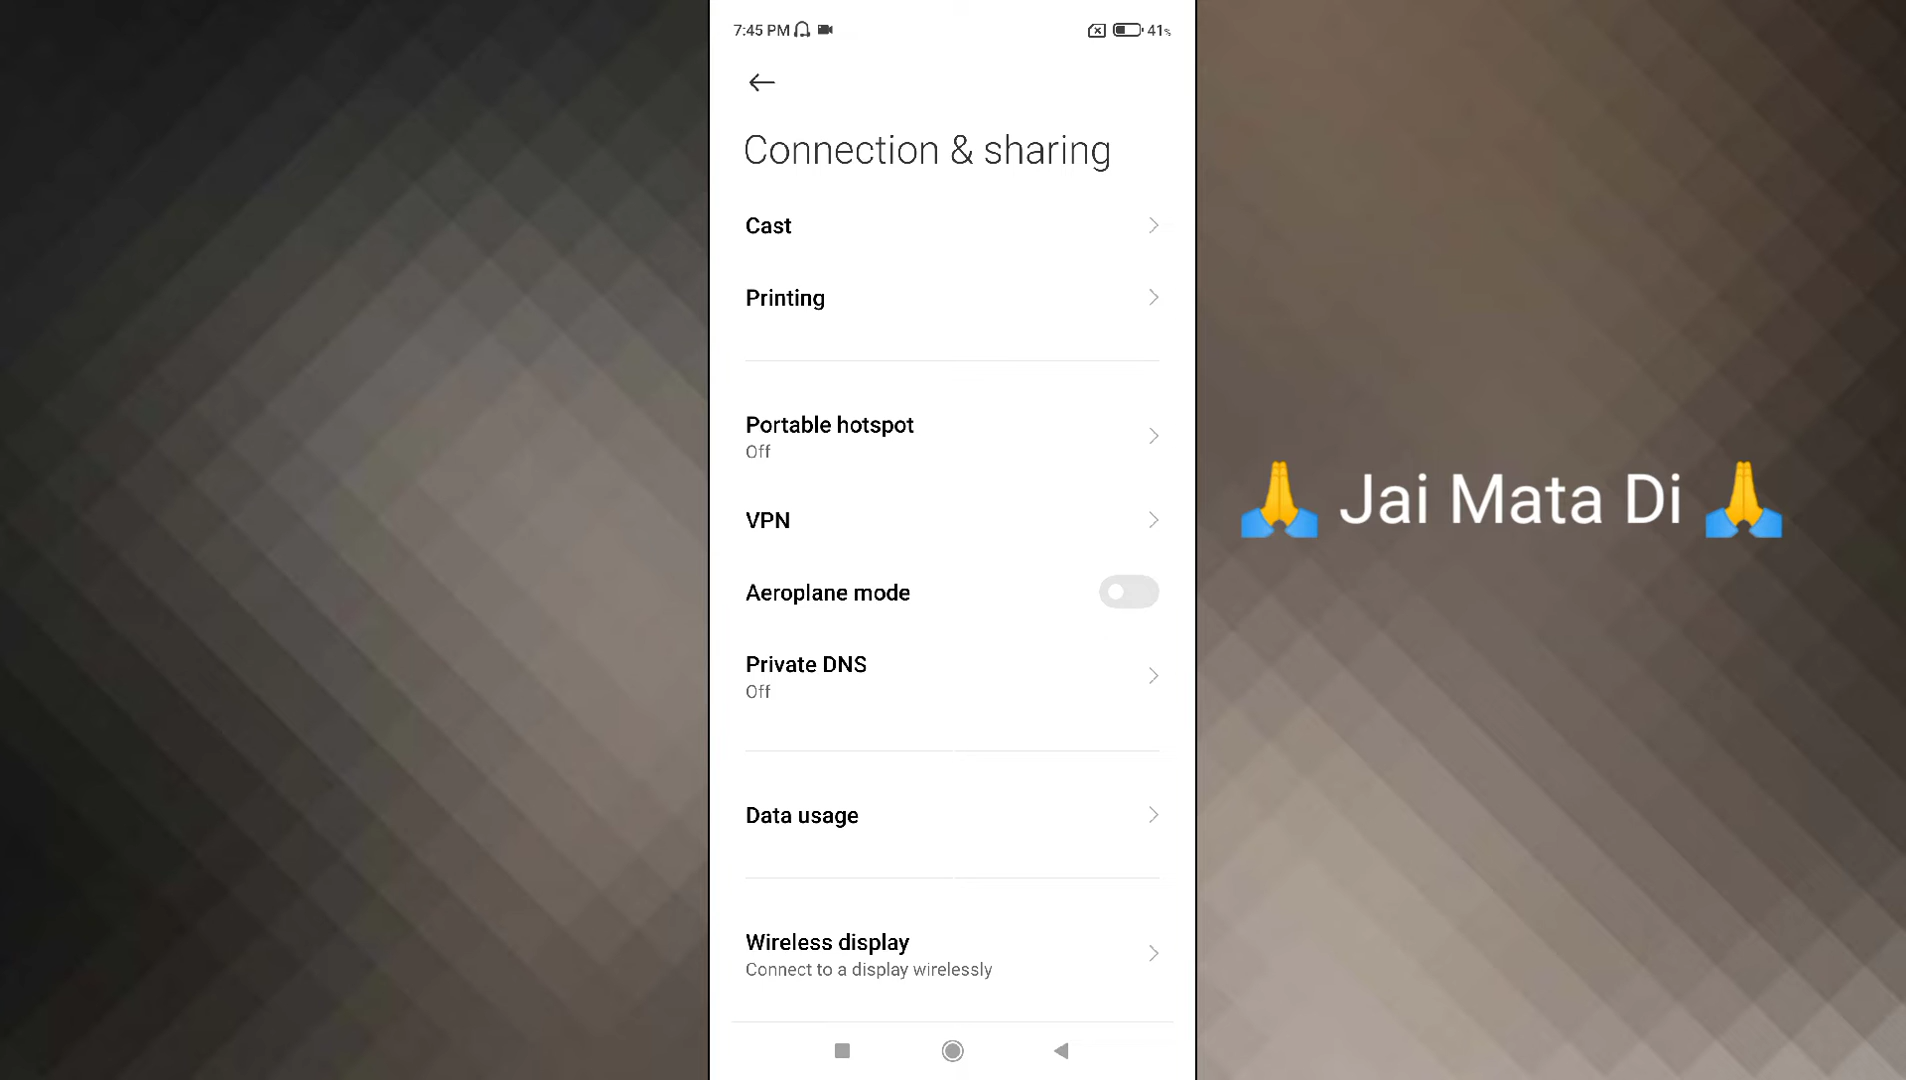 7:45 PM 41%
Connection & sharing
Cast
Printing
Portable hotspot
Off
VPN
🙏 Jai Mata Di 🙏
Aeroplane mode
Private DNS
Off
Data usage
Wireless display
Connect to a display wirelessly